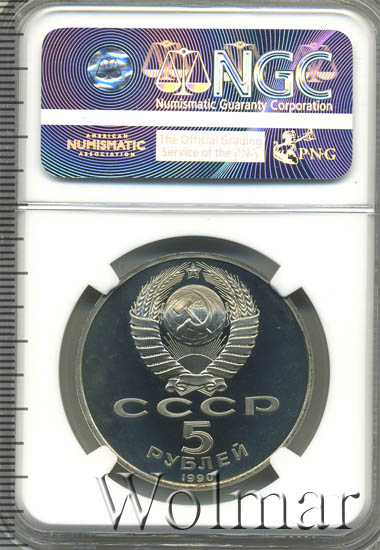 NGC
Numismatic Guaranty Corporation
AMERICAN
NUMISMATIC
ASSOCIATION
The Official Grading
Service of the PNG
PNG
СССР
5
РУБЛЕЙ
1990
Wolmar